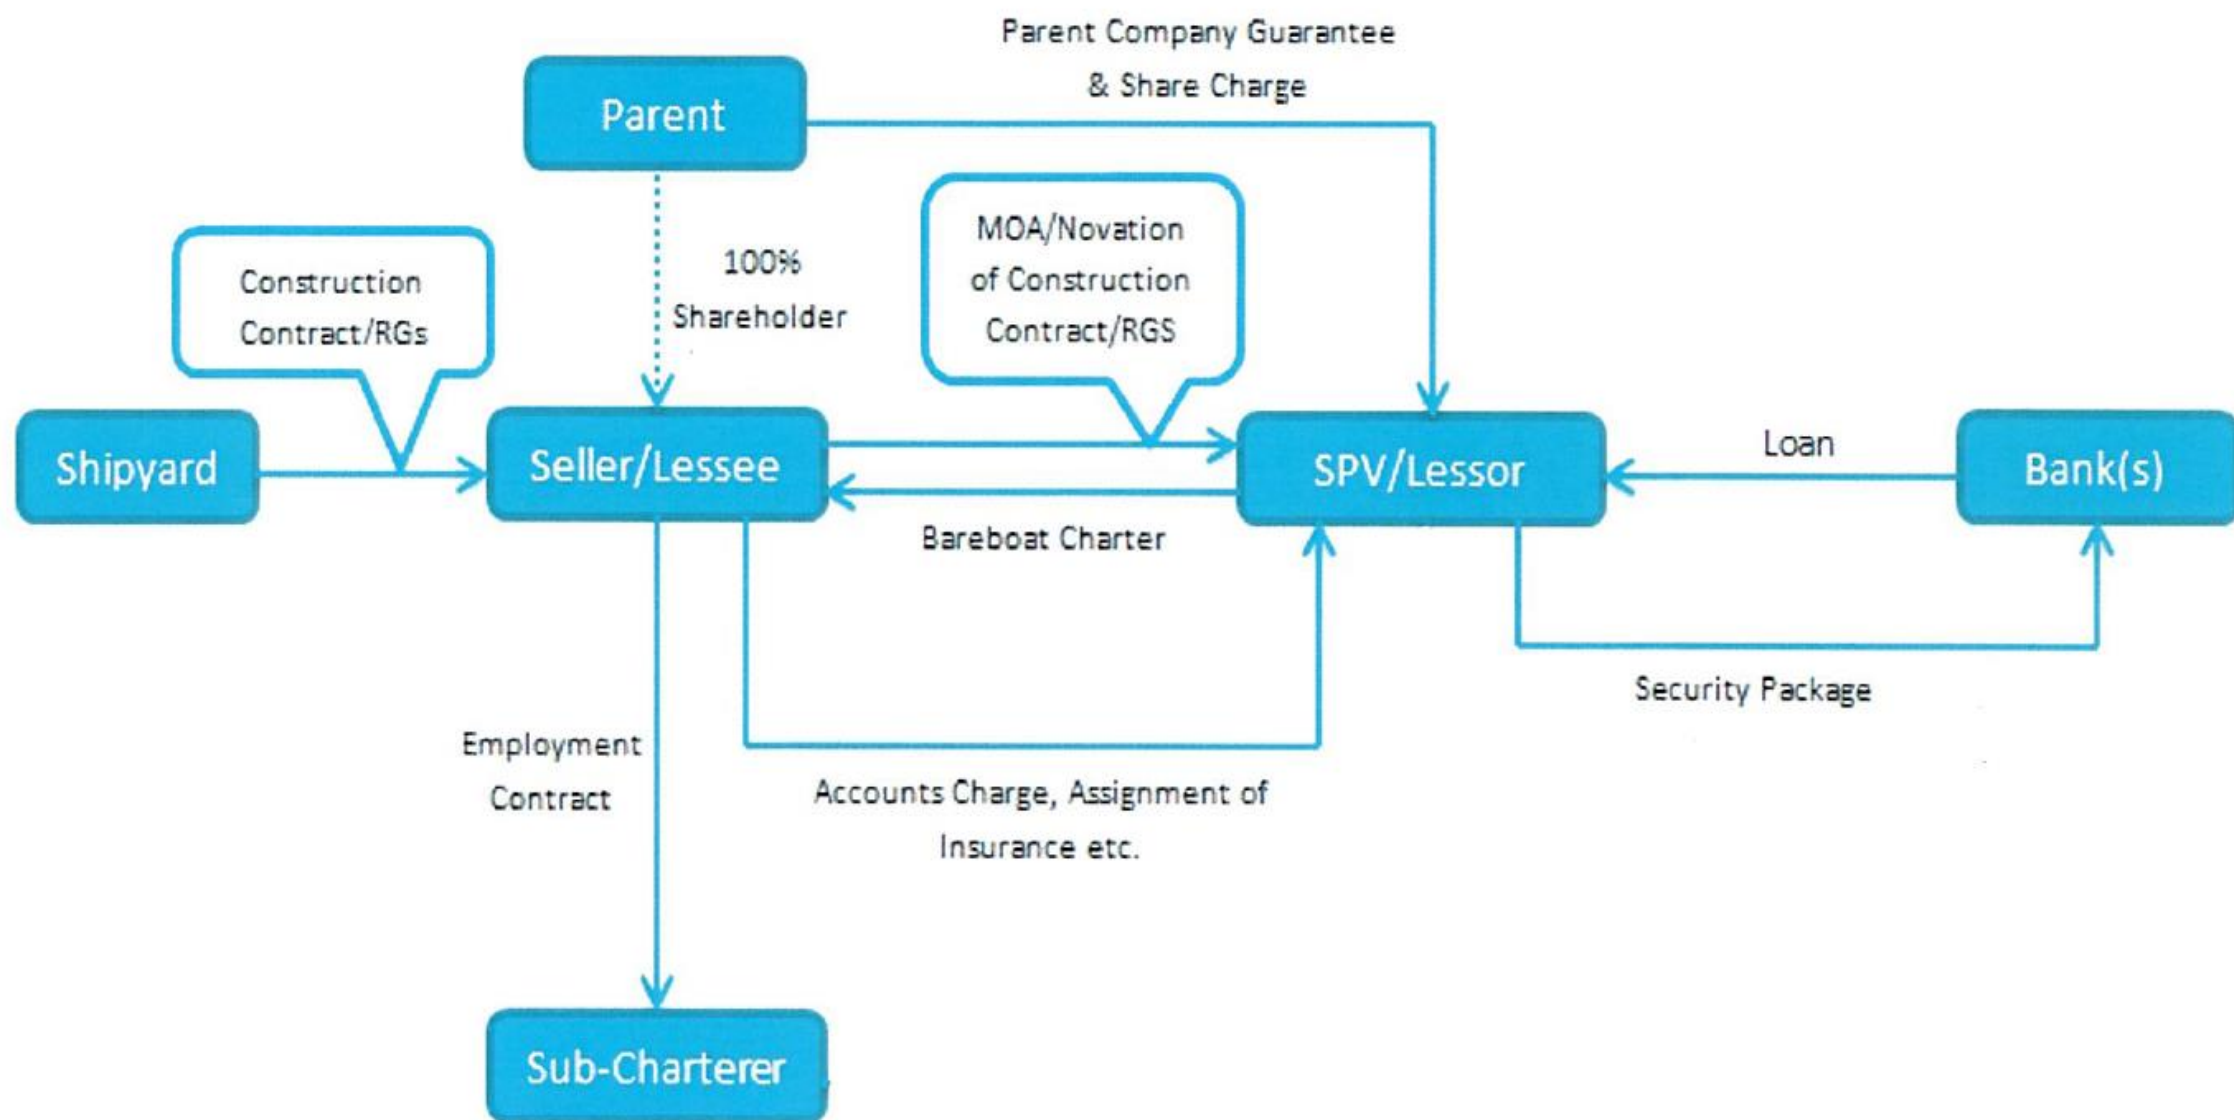 Parent Company Guarantee
& Share Charge
Parent
MOA/Novation
of Construction
Contract/RGS
100%
Shareholder
Construction
Contract/RGs
Shipyard
Seller/Lessee
SPV/Lessor
Loan
Bank(s)
Bareboat Charter
Security Package
Employment
Contract
Accounts Charge, Assignment of
Insurance etc.
Sub-Charterer